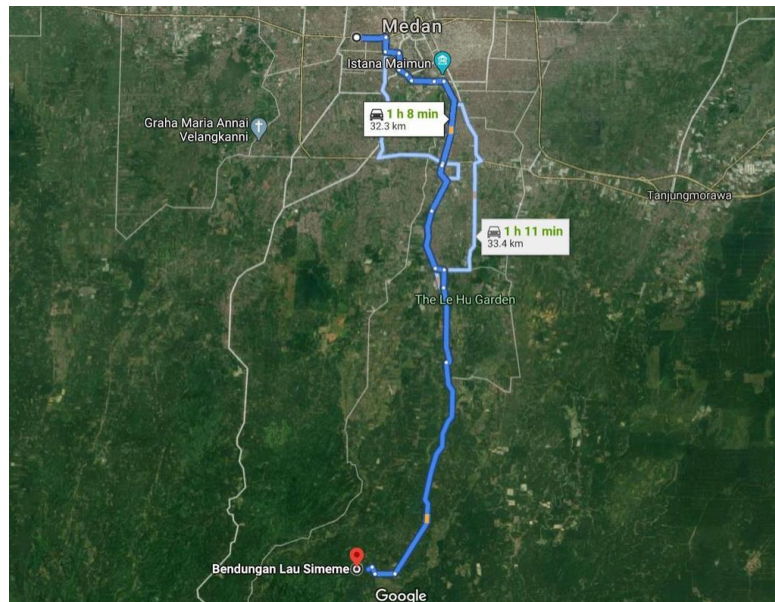 Medan
Istana Maimun
1 h 8 min
32.3 km
Graha Maria Annai
Velangkanni
Tanjungmorawa
1 h 11 min
33.4 km
The Le Hu Garden
Bendungan Lau Simeme
Google